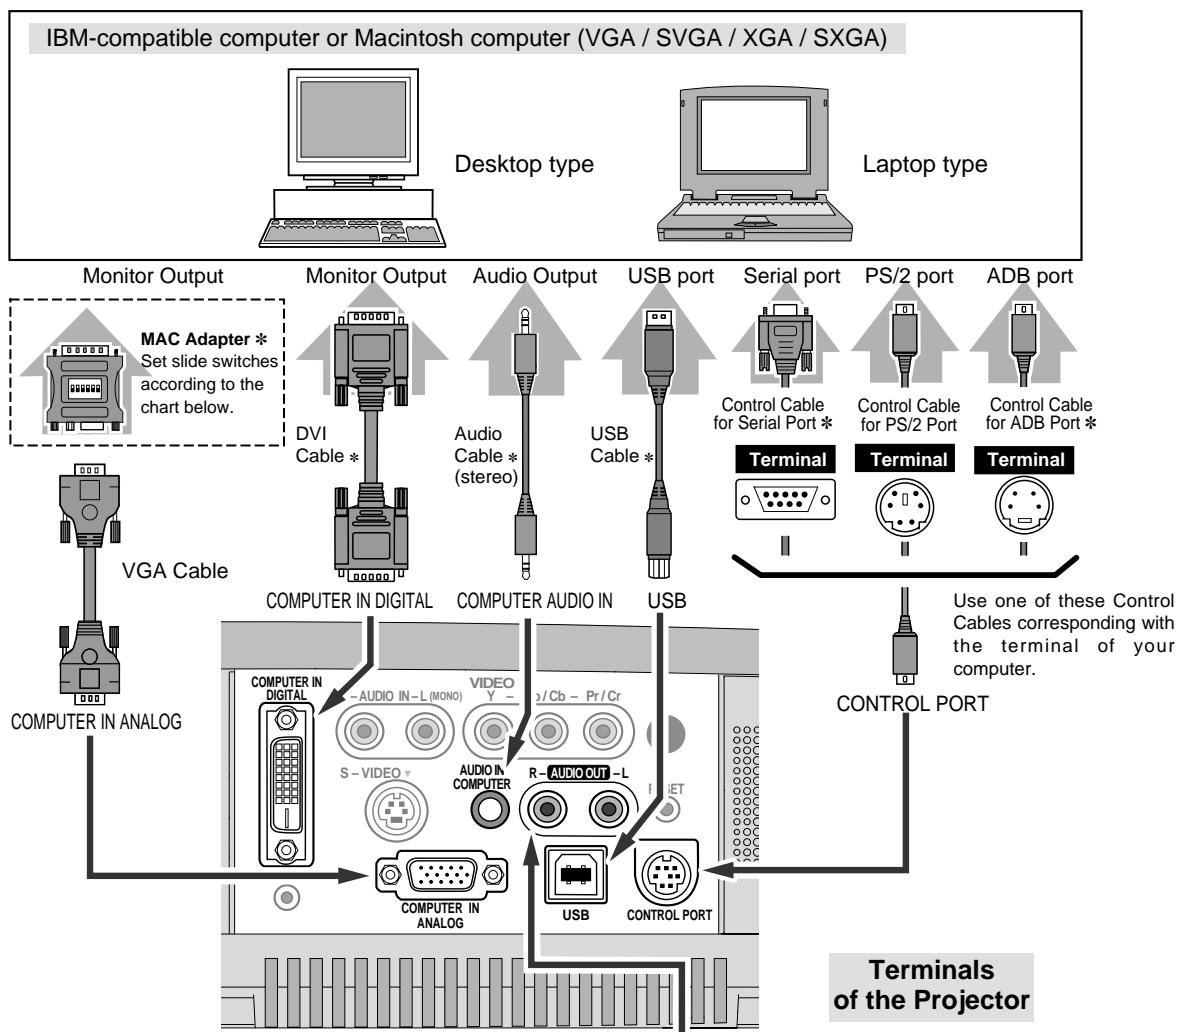 IBM-compatible computer or Macintosh computer (VGA / SVGA / XGA / SXGA)
Desktop type
Laptop type
Monitor Output
Monitor Output
Audio Output
USB port
Serial port
PS/2 port
ADB port
MAC Adapter ✻
Set slide switches
according to the
chart below.
DVI
Cable ✻
Audio
Cable ✻
(stereo)
USB
Cable ✻
Control Cable
for Serial Port ✻
Control Cable
for PS/2 Port
Control Cable
for ADB Port ✻
Terminal
Terminal
Terminal
VGA Cable
COMPUTER IN DIGITAL
COMPUTER AUDIO IN
USB
Use one of these Control
Cables corresponding with
the terminal of your
computer.
CONTROL PORT
COMPUTER IN ANALOG
COMPUTER IN
DIGITAL
– AUDIO IN – L (MONO)
VIDEO
Y – / Cb – Pr / Cr
S – VIDEO ▼
AUDIO IN
COMPUTER
R – AUDIO OUT – L
COMPUTER IN
ANALOG
USB
CONTROL PORT
Terminals
of the Projector